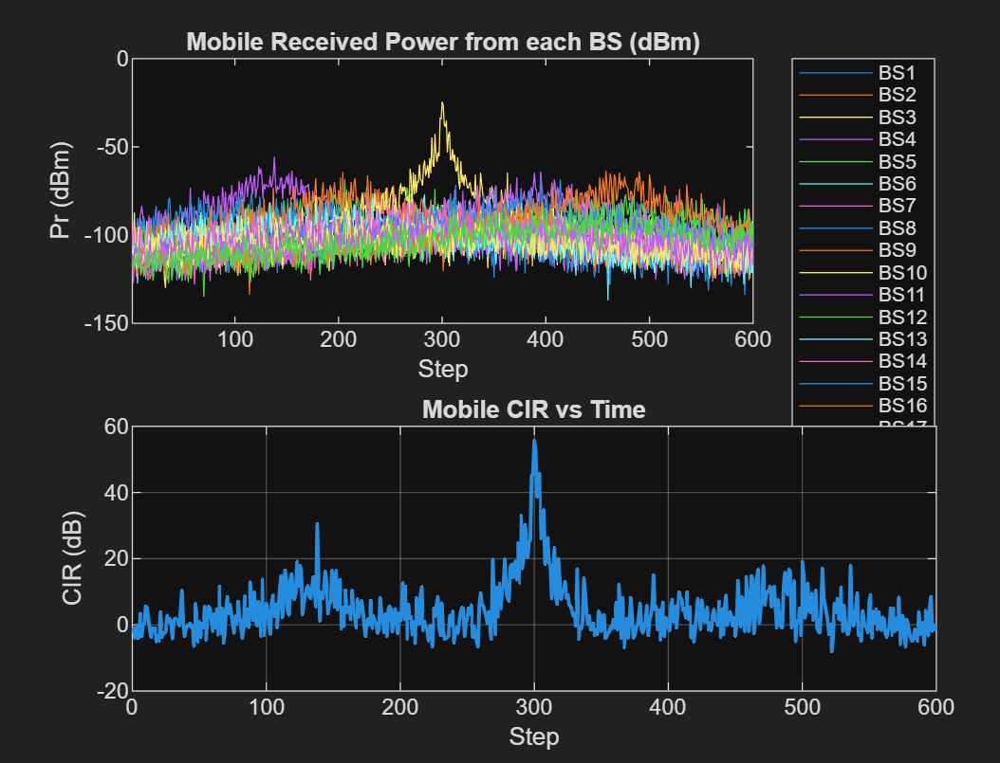 Mobile Received Power from each BS (dBm)
0
-50
-100
-150
Pr (dBm)
100 200 300 400 500 600
Step
BS1
BS2
BS3
BS4
BS5
BS6
BS7
BS8
BS9
BS10
BS11
BS12
BS13
BS14
BS15
BS16
BS17
Mobile CIR vs Time
60
40
20
0
-20
CIR (dB)
0 100 200 300 400 500 600
Step